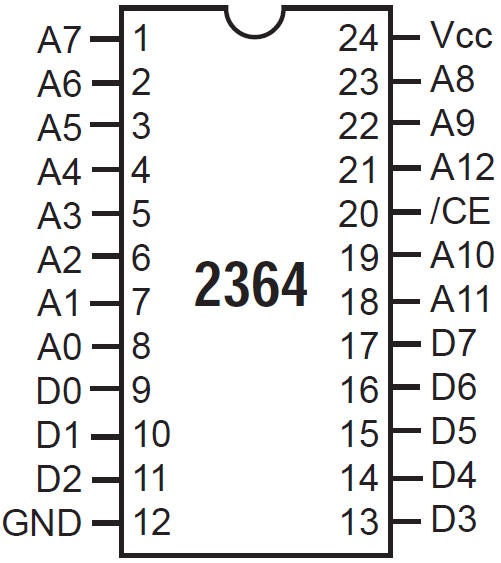 A7 1 24 Vcc
A6 2 23 A8
A5 3 22 A9
A4 4 21 A12
A3 5 20 /CE
A2 6 19 A10
2364
A1 7 18 A11
A0 8 17 D7
D0 9 16 D6
D1 10 15 D5
D2 11 14 D4
GND 12 13 D3